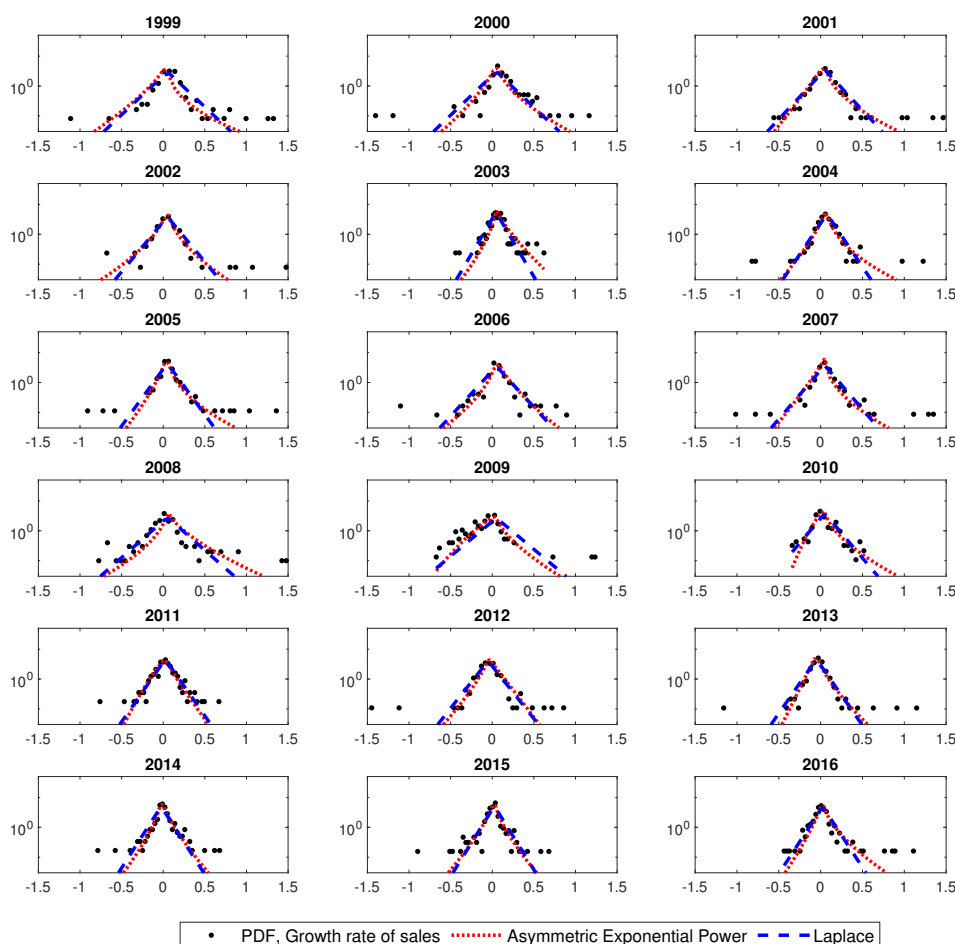 1999 2000 2001
10^0 10^0 10^0
-1.5 -1 -0.5 0 0.5 1 1.5 -1.5 -1 -0.5 0 0.5 1 1.5 -1.5 -1 -0.5 0 0.5 1 1.5
2002 2003 2004
10^0 10^0 10^0
-1.5 -1 -0.5 0 0.5 1 1.5 -1.5 -1 -0.5 0 0.5 1 1.5 -1.5 -1 -0.5 0 0.5 1 1.5
2005 2006 2007
10^0 10^0 10^0
-1.5 -1 -0.5 0 0.5 1 1.5 -1.5 -1 -0.5 0 0.5 1 1.5 -1.5 -1 -0.5 0 0.5 1 1.5
2008 2009 2010
10^0 10^0 10^0
-1.5 -1 -0.5 0 0.5 1 1.5 -1.5 -1 -0.5 0 0.5 1 1.5 -1.5 -1 -0.5 0 0.5 1 1.5
2011 2012 2013
10^0 10^0 10^0
-1.5 -1 -0.5 0 0.5 1 1.5 -1.5 -1 -0.5 0 0.5 1 1.5 -1.5 -1 -0.5 0 0.5 1 1.5
2014 2015 2016
10^0 10^0 10^0
-1.5 -1 -0.5 0 0.5 1 1.5 -1.5 -1 -0.5 0 0.5 1 1.5 -1.5 -1 -0.5 0 0.5 1 1.5
PDF, Growth rate of sales Asymmetric Exponential Power Laplace